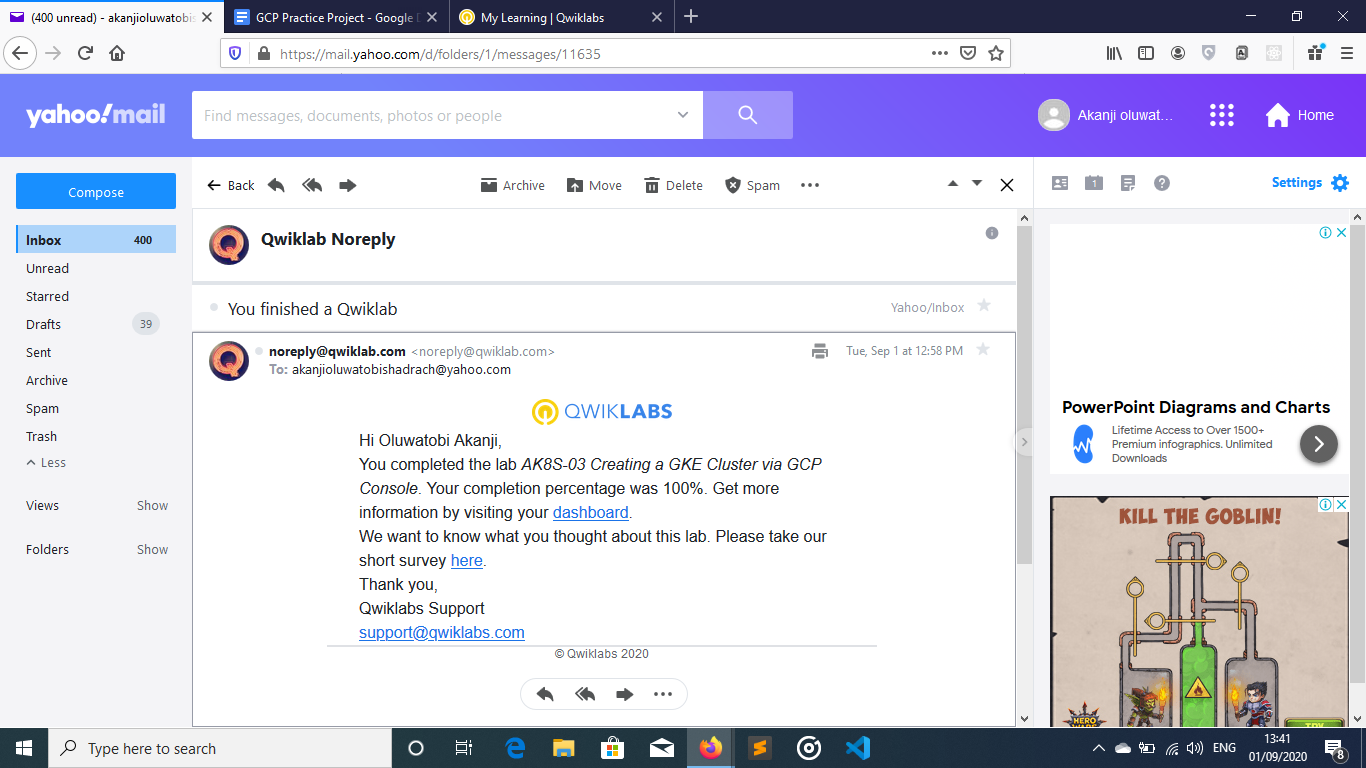 (400 unread) - akanjioluwatobis
GCP Practice Project - Google D
My Learning | Qwiklabs
https://mail.yahoo.com/d/folders/1/messages/11635
yahoo!mail
Find messages, documents, photos or people
Akanji oluwat...
Home
Compose
Back
Archive
Move
Delete
Spam
Settings
Inbox 400
Unread
Starred
Drafts 39
Sent
Archive
Spam
Trash
Less
Views Show
Folders Show
Qwiklab Noreply
You finished a Qwiklab
Yahoo/Inbox
noreply@qwiklab.com <noreply@qwiklab.com>
Tue, Sep 1 at 12:58 PM
To: akanjioluwatobishadrach@yahoo.com
QWIKLABS
Hi Oluwatobi Akanji,
You completed the lab AK8S-03 Creating a GKE Cluster via GCP
Console. Your completion percentage was 100%. Get more
information by visiting your dashboard.
We want to know what you thought about this lab. Please take our
short survey here.
Thank you,
Qwiklabs Support
support@qwiklabs.com
© Qwiklabs 2020
PowerPoint Diagrams and Charts
Lifetime Access to Over 1500+
Premium infographics. Unlimited
Downloads
KILL THE GOBLIN!
HERO
TRY
Type here to search
ENG
13:41
01/09/2020
8